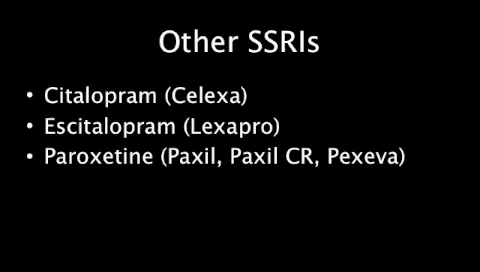 Other SSRIs
• Citalopram (Celexa)
• Escitalopram (Lexapro)
• Paroxetine (Paxil, Paxil CR, Pexeva)